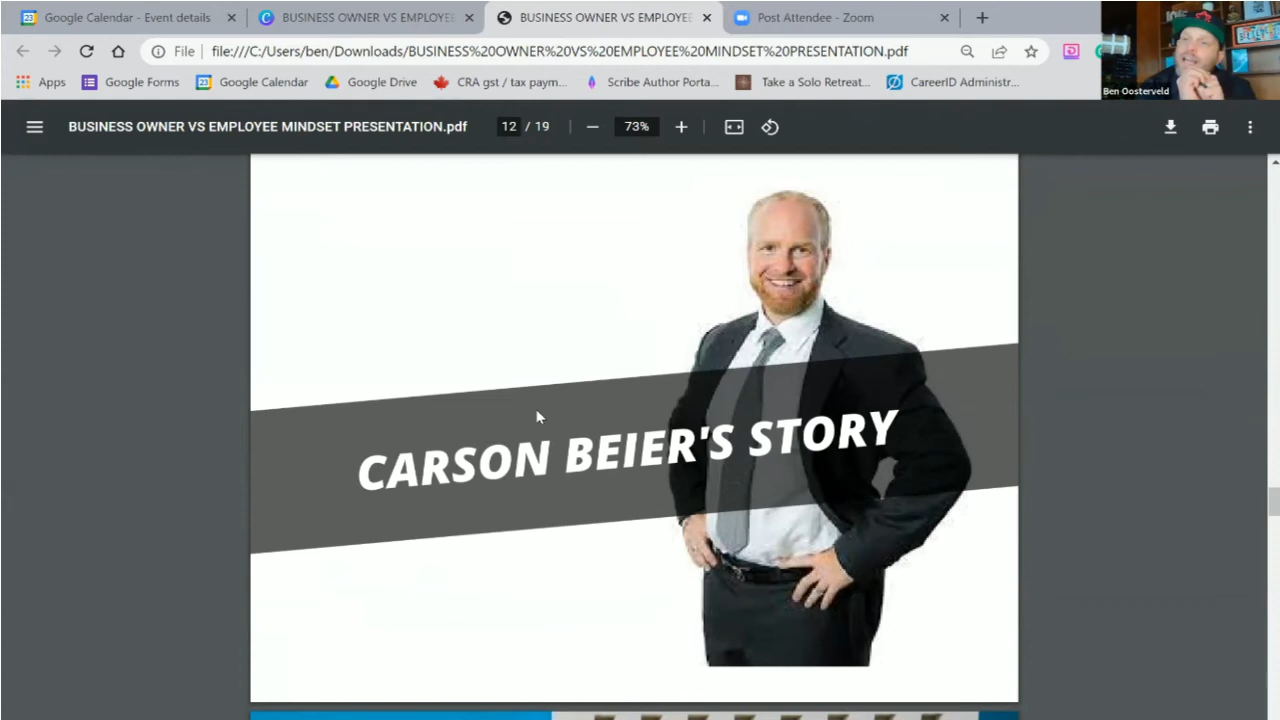 Google Calendar - Event details
BUSINESS OWNER VS EMPLOYEE
BUSINESS OWNER VS EMPLOYEE
Post Attendee - Zoom
File
file:///C:/Users/ben/Downloads/BUSINESS%20OWNER%20VS%20EMPLOYEE%20MINDSET%20PRESENTATION.pdf
Ben Oosterveld
Apps
Google Forms
23
Google Calendar
Google Drive
CRA gst / tax paym...
Scribe Author Porta...
Take a Solo Retreat...
CareerID Administr...
BUSINESS OWNER VS EMPLOYEE MINDSET PRESENTATION.pdf
12 / 19
73%
CARSON BEIER'S STORY